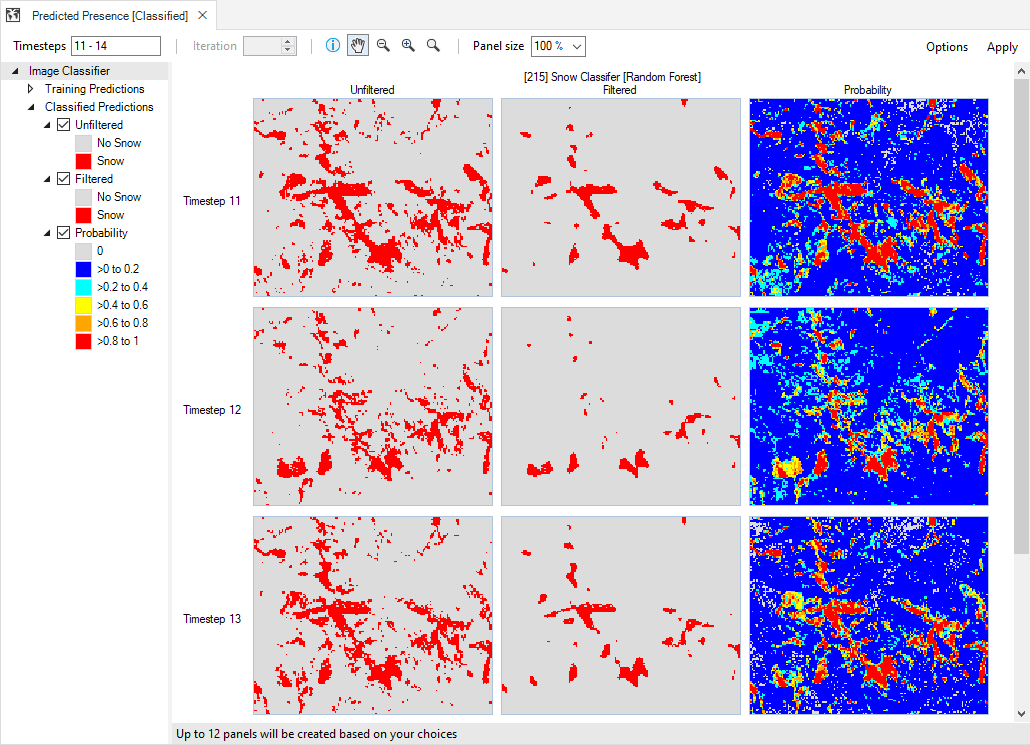 Predicted Presence [Classified]
Timesteps 11 - 14 Iteration Panel size 100 % Options Apply
Image Classifier
Training Predictions
Classified Predictions
Unfiltered
No Snow
Snow
Filtered
No Snow
Snow
Probability
0
>0 to 0.2
>0.2 to 0.4
>0.4 to 0.6
>0.6 to 0.8
>0.8 to 1
[215] Snow Classifer [Random Forest]
Unfiltered Filtered Probability
Timestep 11
Timestep 12
Timestep 13
Up to 12 panels will be created based on your choices